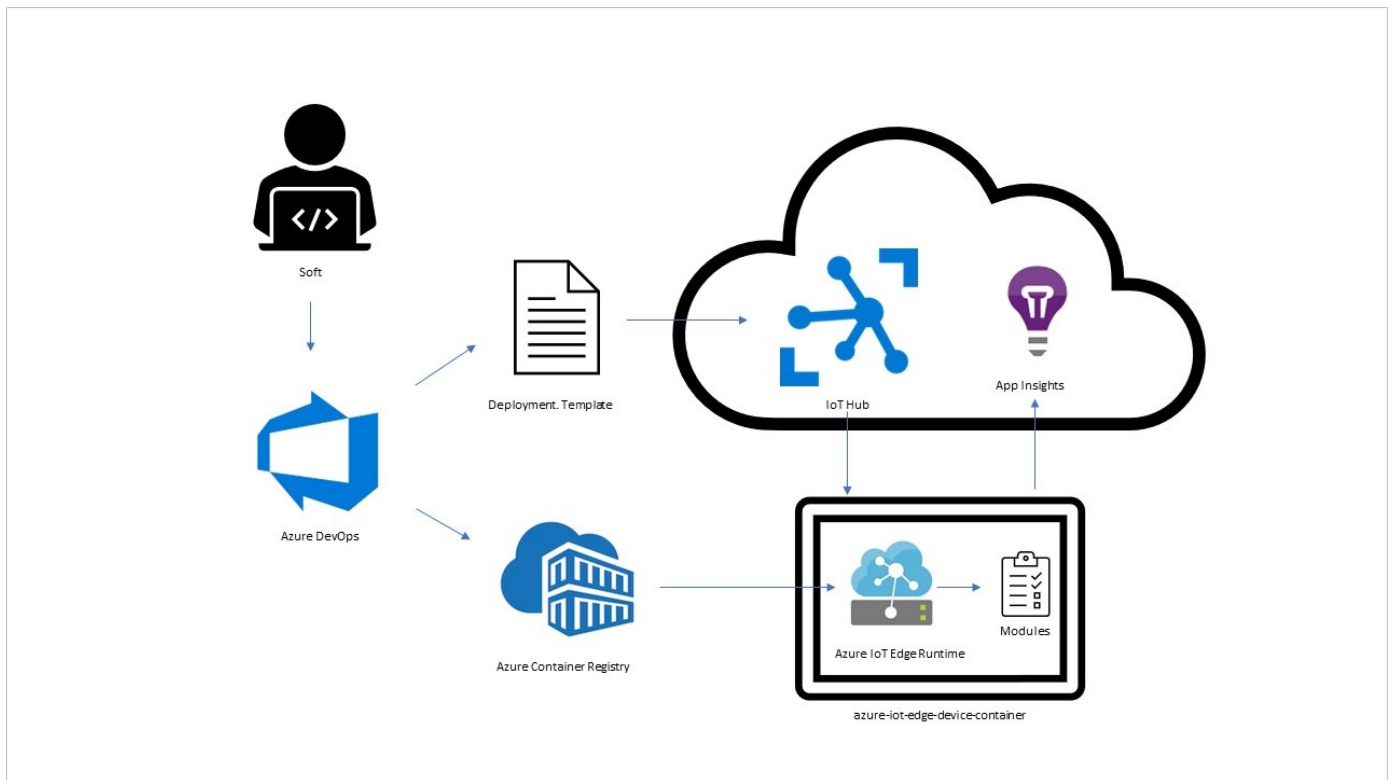 </>
Soft
Deployment. Template
IoT Hub
App Insights
Azure DevOps
Azure Container Registry
Azure IoT Edge Runtime
Modules
azure-iot-edge-device-container